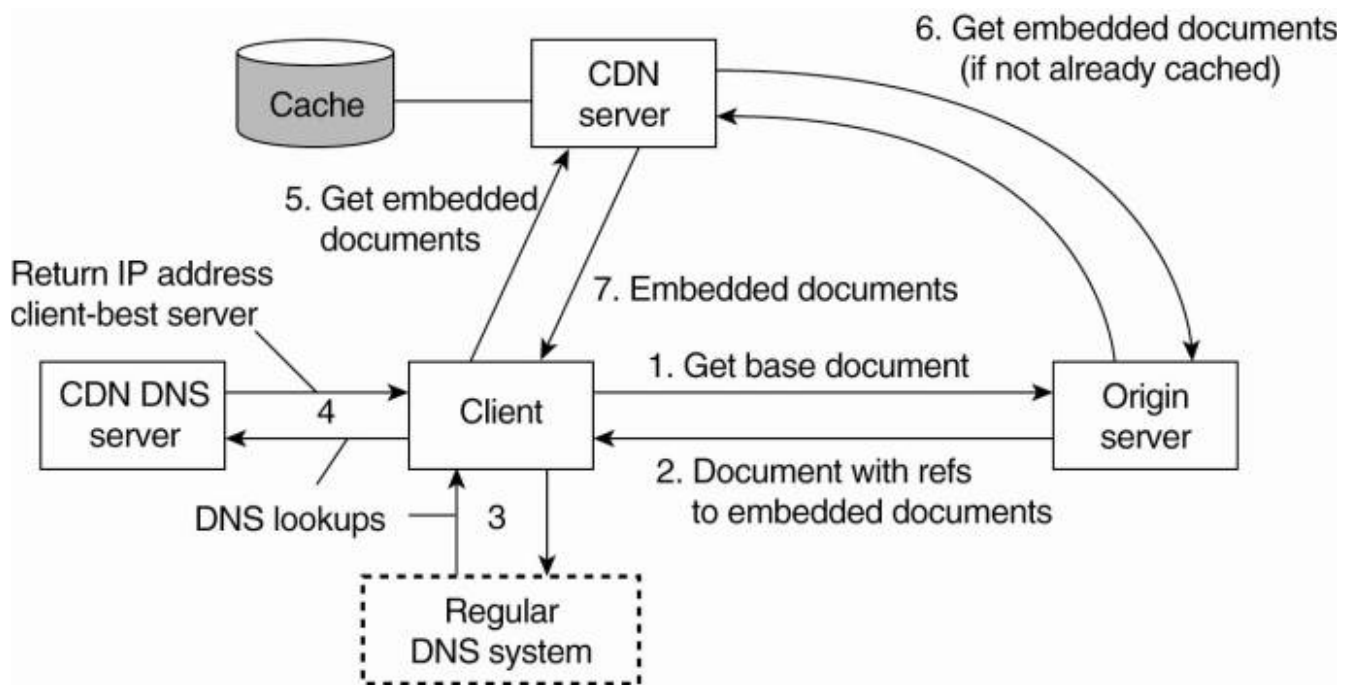 6. Get embedded documents
(if not already cached)
CDN
server
Cache
5. Get embedded
documents
Return IP address
client-best server
7. Embedded documents
1. Get base document
CDN DNS
server
4
Client
Origin
server
2. Document with refs
to embedded documents
DNS lookups
3
Regular
DNS system